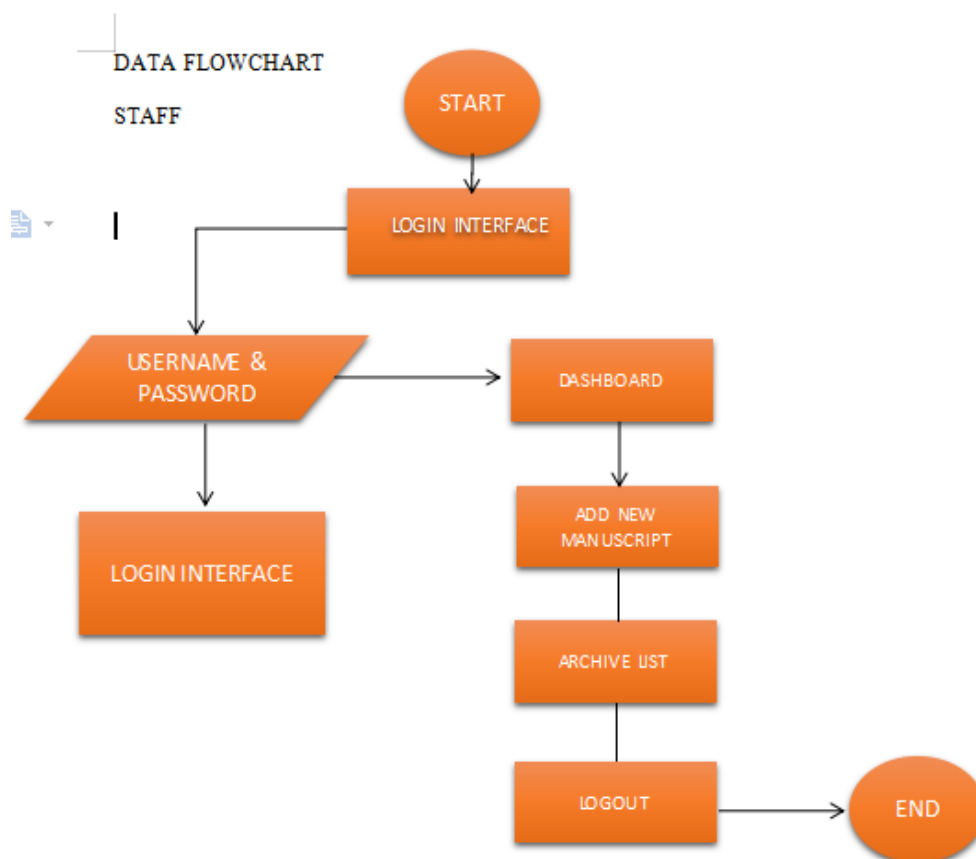 DATA FLOWCHART
STAFF
START
LOGIN INTERFACE
USERNAME &
PASSWORD
DASHBOARD
ADD NEW
MANUSCRIPT
LOGIN INTERFACE
ARCHIVE LIST
LOGOUT
END